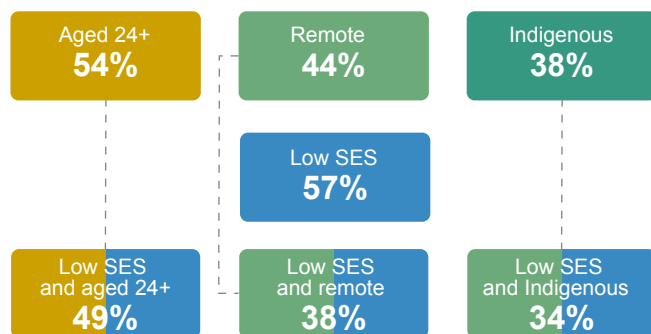 Aged 24+
54%
Remote
44%
Indigenous
38%
Low SES
57%
Low SES
and aged 24+
49%
Low SES
and remote
38%
Low SES
and Indigenous
34%